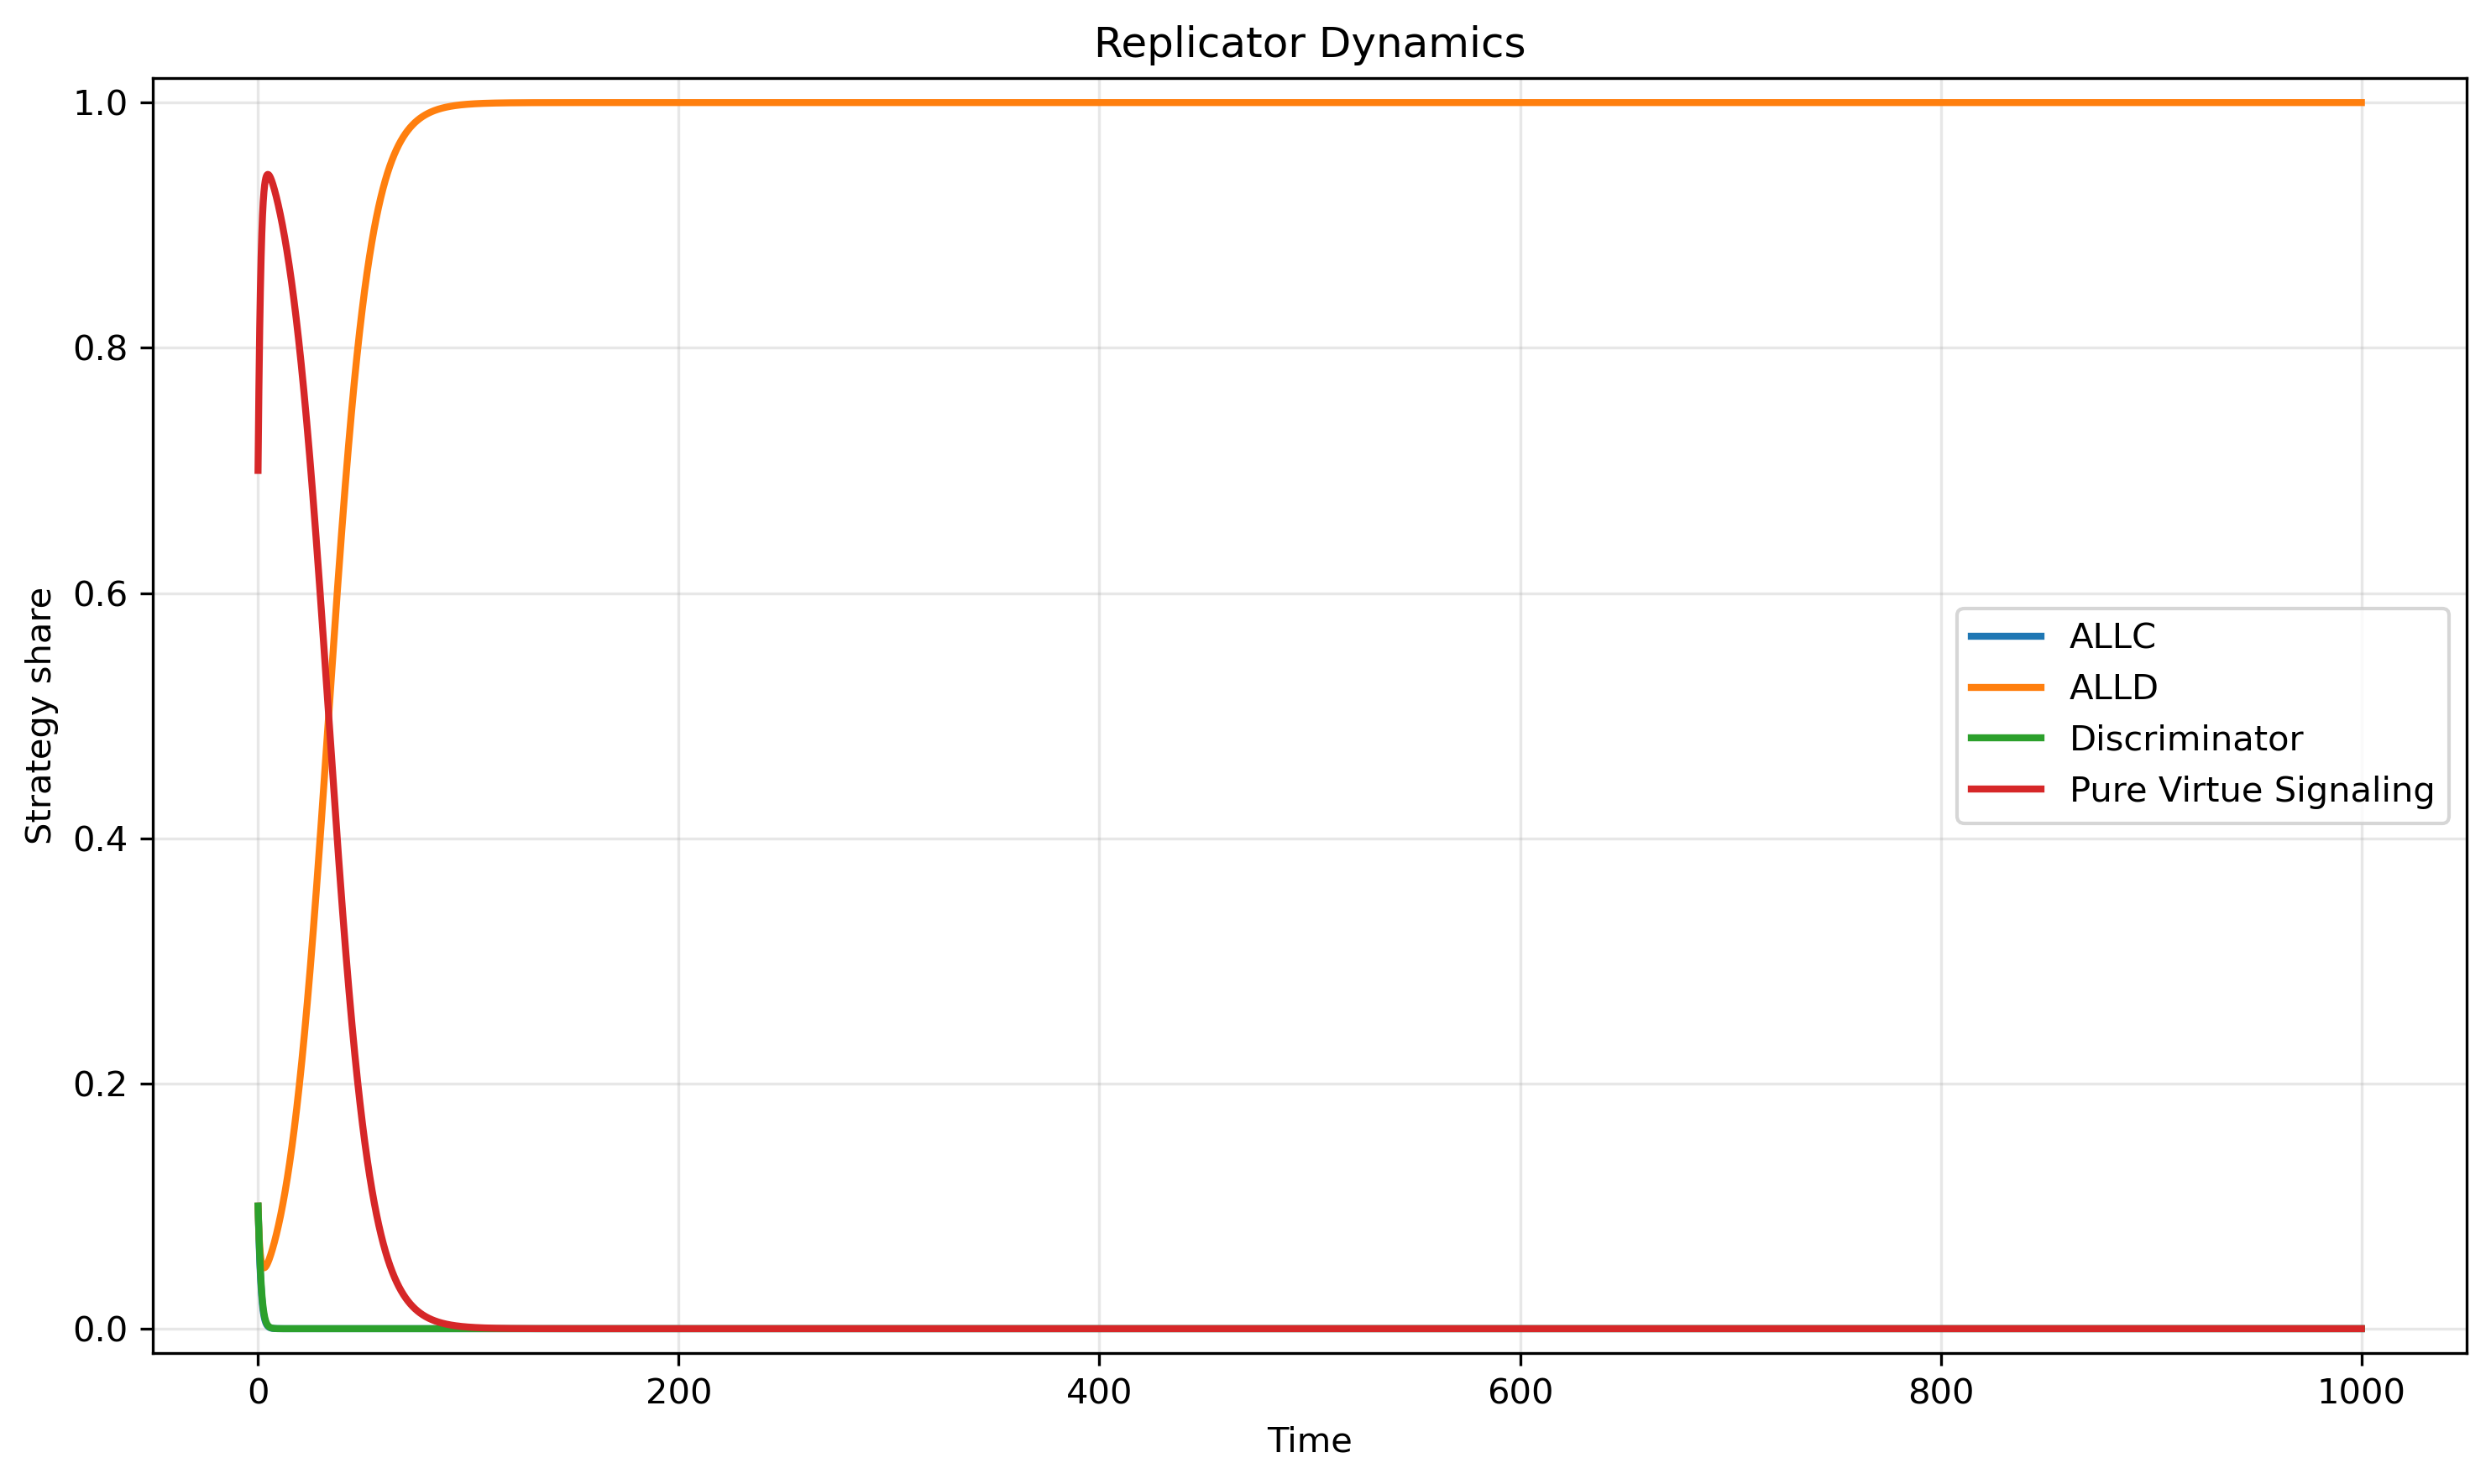 Replicator Dynamics
Strategy share
1.0
0.8
0.6
0.4
0.2
0.0
ALLC
ALLD
Discriminator
Pure Virtue Signaling
0 200 400 600 800 1000
Time